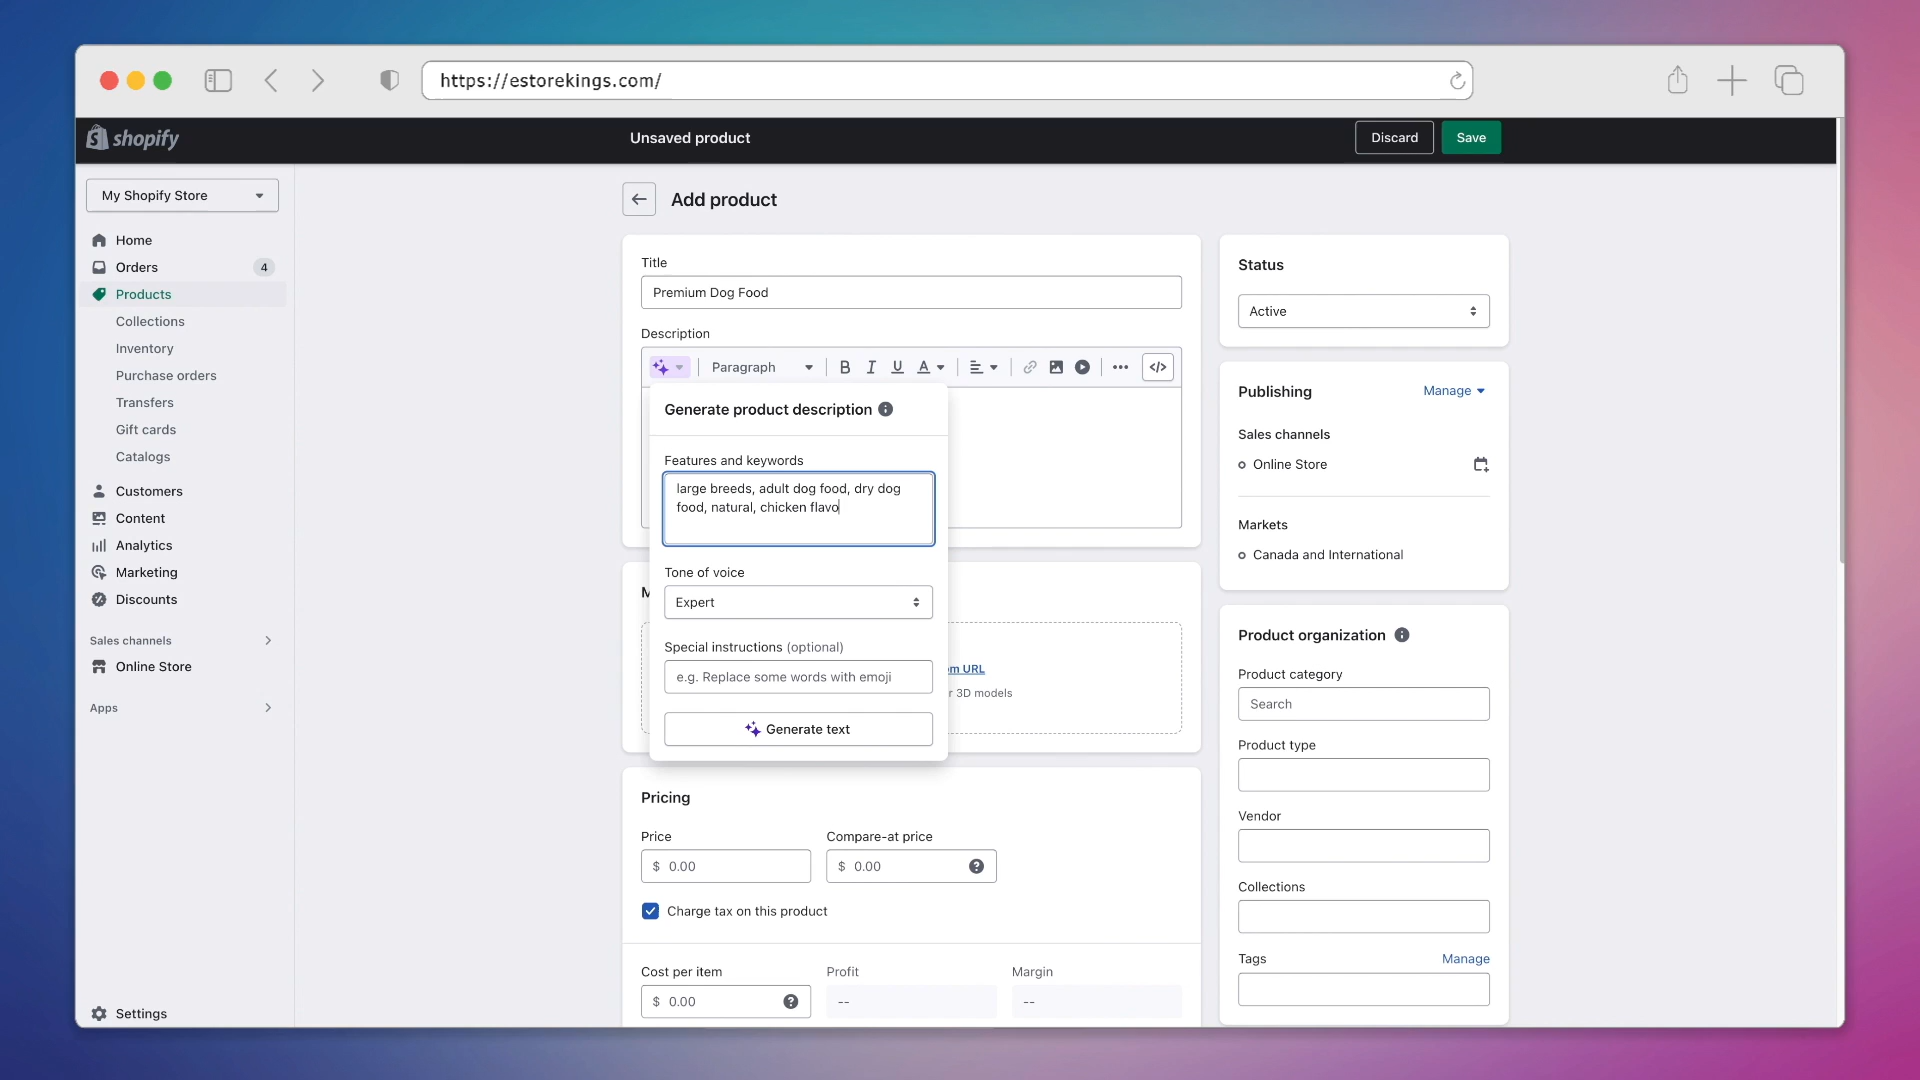 https://estorekings.com/
shopify
Unsaved product
Discard
Save
My Shopify Store
Home
Orders
4
Products
Collections
Inventory
Purchase orders
Transfers
Gift cards
Catalogs
Customers
Content
Analytics
Marketing
Discounts
Sales channels
Online Store
Apps
Settings
Add product
Title
Premium Dog Food
Description
Paragraph
B I U A
Generate product description
Features and keywords
large breeds, adult dog food, dry dog
food, natural, chicken flavo
Tone of voice
Expert
Special instructions (optional)
e.g. Replace some words with emoji
Generate text
URL
3D models
Pricing
Price
$ 0.00
Compare-at price
$ 0.00
Charge tax on this product
Cost per item
$ 0.00
Profit
--
Margin
--
Status
Active
Publishing
Manage
Sales channels
Online Store
Markets
Canada and International
Product organization
Product category
Search
Product type
Vendor
Collections
Tags
Manage